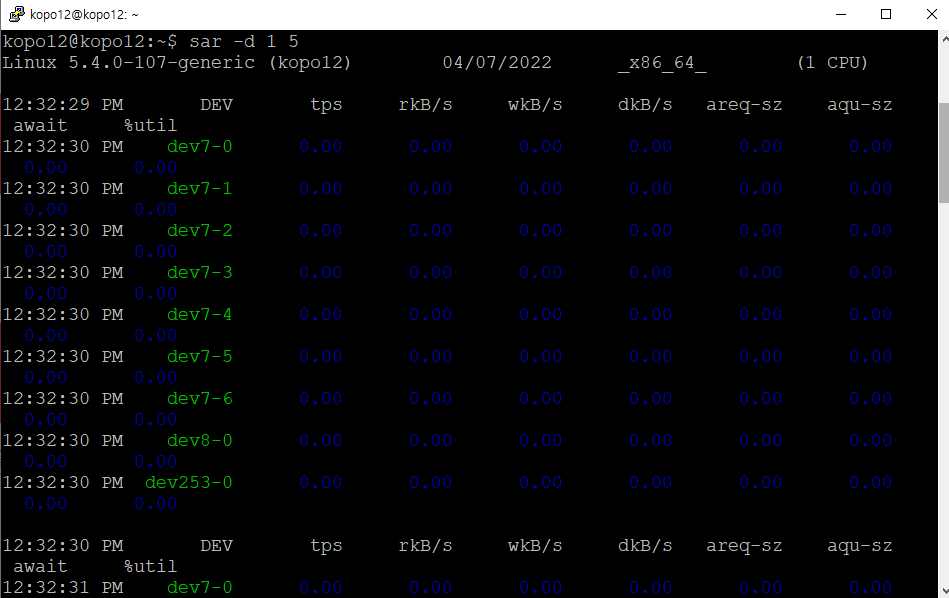 kopo12@kopo12: ~
kopo12@kopo12:~$ sar -d 1 5
Linux 5.4.0-107-generic (kopo12) 04/07/2022 _x86_64_ (1 CPU)
12:32:29 PM DEV tps rkB/s wkB/s dkB/s areq-sz aqu-sz
await %util
12:32:30 PM dev7-0 0.00 0.00 0.00 0.00 0.00 0.00
0.00 0.00
12:32:30 PM dev7-1 0.00 0.00 0.00 0.00 0.00 0.00
0.00 0.00
12:32:30 PM dev7-2 0.00 0.00 0.00 0.00 0.00 0.00
0.00 0.00
12:32:30 PM dev7-3 0.00 0.00 0.00 0.00 0.00 0.00
0.00 0.00
12:32:30 PM dev7-4 0.00 0.00 0.00 0.00 0.00 0.00
0.00 0.00
12:32:30 PM dev7-5 0.00 0.00 0.00 0.00 0.00 0.00
0.00 0.00
12:32:30 PM dev7-6 0.00 0.00 0.00 0.00 0.00 0.00
0.00 0.00
12:32:30 PM dev8-0 0.00 0.00 0.00 0.00 0.00 0.00
0.00 0.00
12:32:30 PM dev253-0 0.00 0.00 0.00 0.00 0.00 0.00
0.00 0.00
12:32:30 PM DEV tps rkB/s wkB/s dkB/s areq-sz aqu-sz
await %util
12:32:31 PM dev7-0 0.00 0.00 0.00 0.00 0.00 0.00